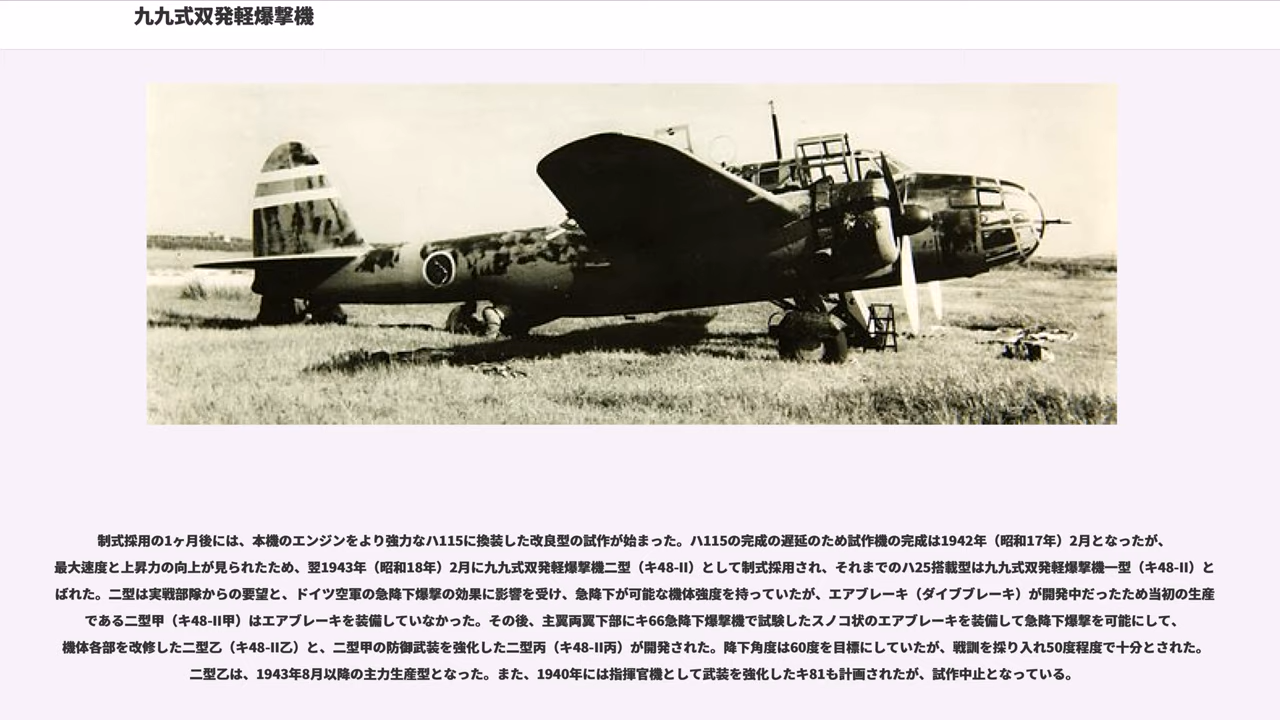 九九式双発軽爆撃機
制式採用の1ヶ月後には、本機のエンジンをより強力なハ115に換装した改良型の試作が始まった。ハ115の完成の遅延のため試作機の完成は1942年（昭和17年）2月となったが、
最大速度と上昇力の向上が見られたため、翌1943年（昭和18年）2月に九九式双発軽爆撃機二型（キ48-II）として制式採用され、それまでのハ25搭載型は九九式双発軽爆撃機一型（キ48-II）と
ばれた。二型は実戦部隊からの要望と、ドイツ空軍の急降下爆撃の効果に影響を受け、急降下が可能な機体強度を持っていたが、エアブレーキ（ダイブブレーキ）が開発中だったため当初の生産
である二型甲（キ48-II甲）はエアブレーキを装備していなかった。その後、主翼両翼下部にキ66急降下爆撃機で試験したスノコ状のエアブレーキを装備して急降下爆撃を可能にして、
機体各部を改修した二型乙（キ48-II乙）と、二型甲の防御武装を強化した二型丙（キ48-II丙）が開発された。降下角度は60度を目標にしていたが、戦訓を採り入れ50度程度で十分とされた。
二型乙は、1943年8月以降の主力生産型となった。また、1940年には指揮官機として武装を強化したキ81も計画されたが、試作中止となっている。